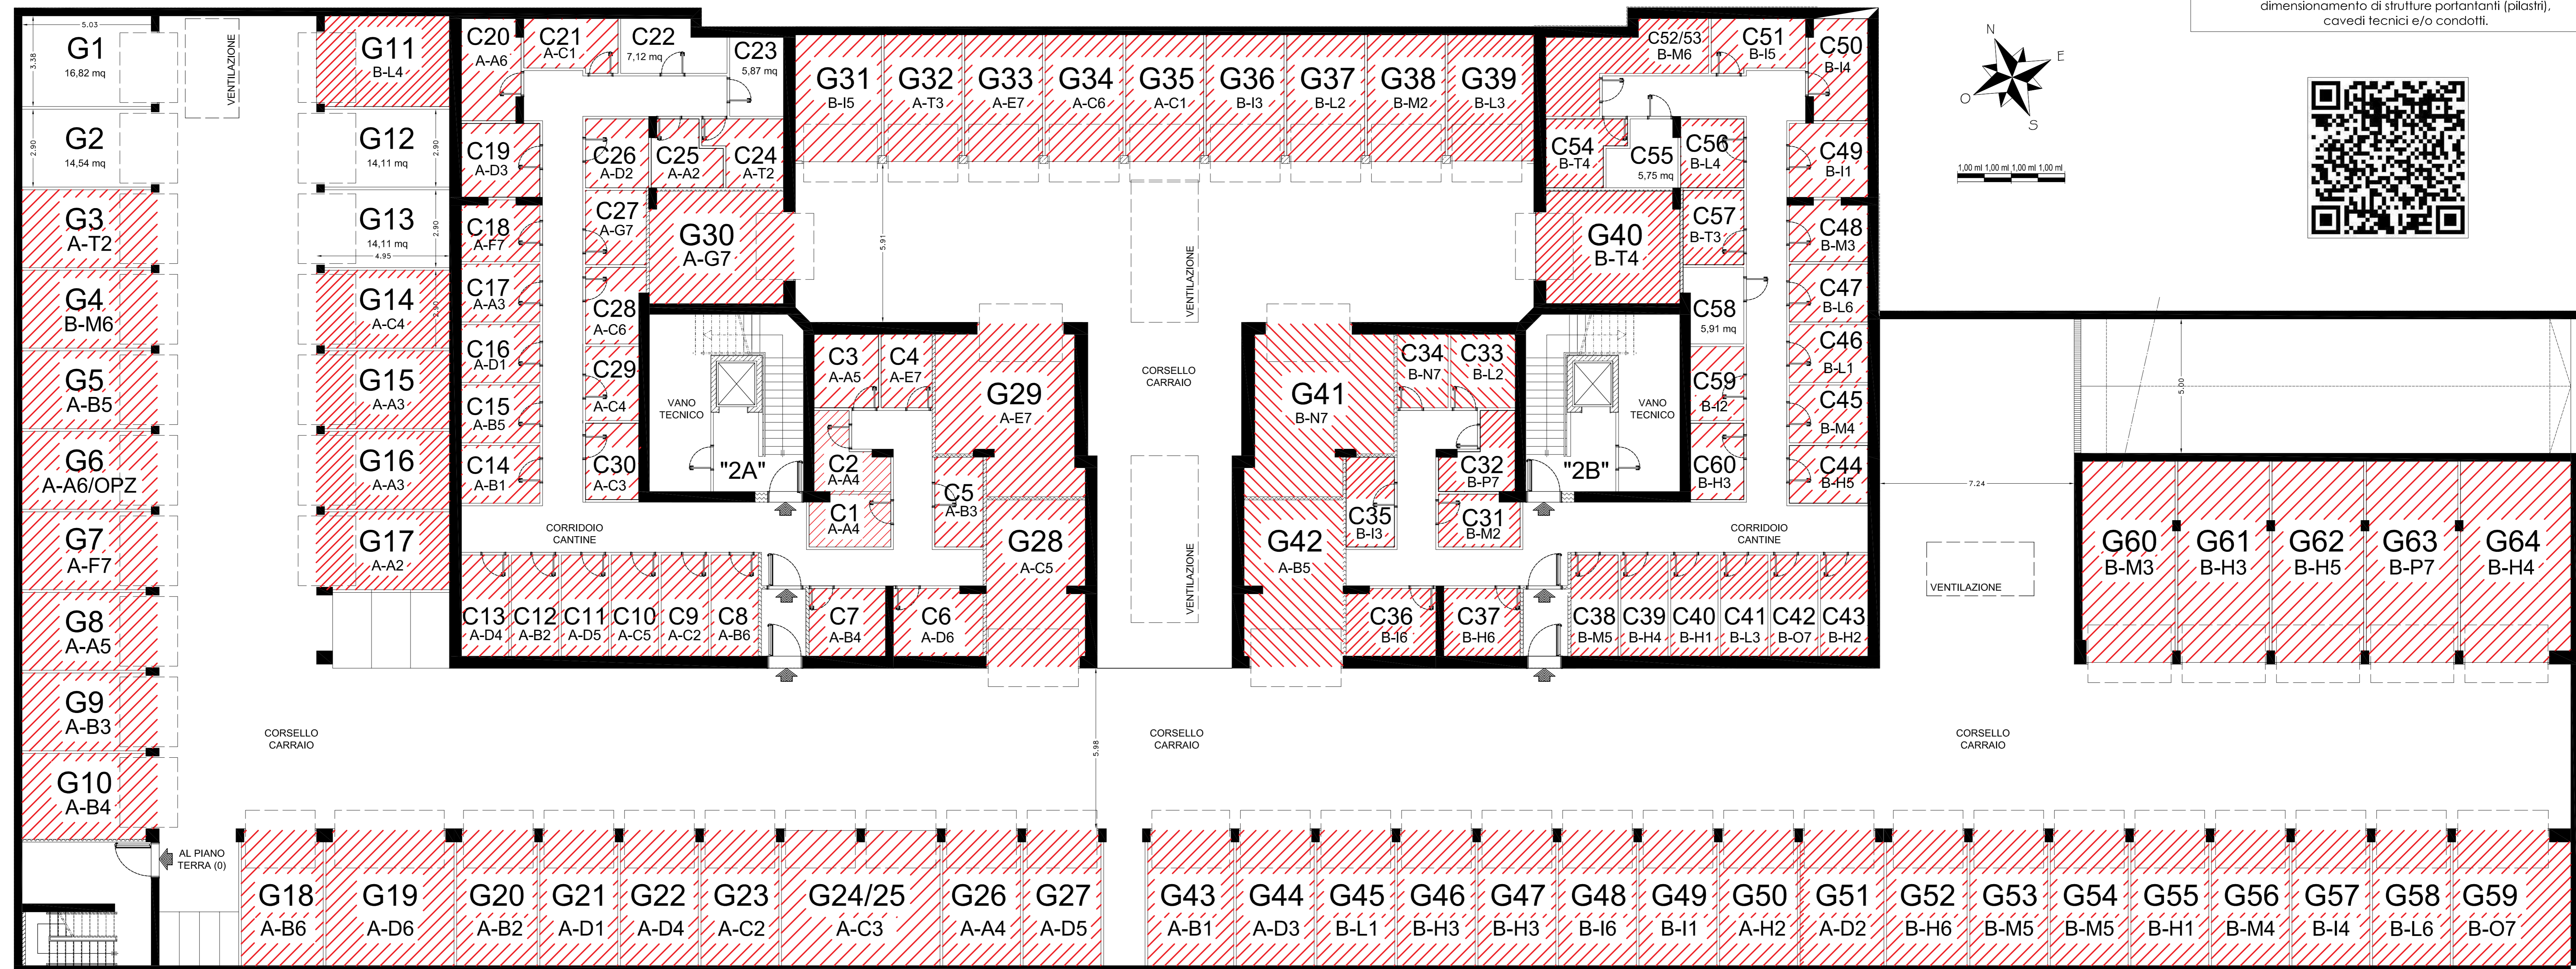 dimensionamento di strutture portantanti (pilastri),
cavedi tecnici e/o condotti.
N
E
O
S
1,00 ml 1,00 ml 1,00 ml 1,00 ml
5.03
3.38
G1
16,82 mq
VENTILAZIONE
G11
B-L4
2.90
G2
14,54 mq
G12
14,11 mq
2.90
G3
A-T2
G13
14,11 mq
2.90
4.95
G4
B-M6
G14
A-C4
2.90
G5
A-B5
G15
A-A3
G6
A-A6/OPZ
G16
A-A3
G7
A-F7
G17
A-A2
G8
A-A5
G9
A-B3
G10
A-B4
C20
A-A6
C21
A-C1
C22
7,12 mq
C23
5,87 mq
C19
A-D3
C26
A-D2
C25
A-A2
C24
A-T2
C18
A-F7
C27
A-G7
G30
A-G7
C17
A-A3
C28
A-C6
C16
A-D1
C29
A-C4
C15
A-B5
C14
A-B1
C30
A-C3
VANO
TECNICO
"2A"
CORRIDOIO
CANTINE
C13
A-D4
C12
A-B2
C11
A-D5
C10
A-C5
C9
A-C2
C8
A-B6
C7
A-B4
C6
A-D6
C3
A-A5
C4
A-E7
C2
A-A4
C1
A-A4
C5
A-B3
G29
A-E7
G28
A-C5
G31
B-I5
G32
A-T3
G33
A-E7
G34
A-C6
G35
A-C1
G36
B-I3
G37
B-L2
G38
B-M2
G39
B-L3
5.91
VENTILAZIONE
CORSELLO
CARRAIO
VENTILAZIONE
G41
B-N7
G42
A-B5
C34
B-N7
C33
B-L2
C32
B-P7
C35
B-I3
C31
B-M2
C36
B-I6
C37
B-H6
"2B"
VANO
TECNICO
C52/53
B-M6
C51
B-I5
C50
B-I4
C54
B-T4
C55
5,75 mq
C56
B-L4
C49
B-I1
G40
B-T4
C57
B-T3
C48
B-M3
C58
5,91 mq
C47
B-L6
C46
B-L1
C59
B-I2
C45
B-M4
C60
B-H3
C44
B-H5
CORRIDOIO
CANTINE
C38
B-M5
C39
B-H4
C40
B-H1
C41
B-L3
C42
B-O7
C43
B-H2
5.00
7.24
VENTILAZIONE
G60
B-M3
G61
B-H3
G62
B-H5
G63
B-P7
G64
B-H4
CORSELLO
CARRAIO
5.98
CORSELLO
CARRAIO
CORSELLO
CARRAIO
AL PIANO
TERRA (0)
G18
A-B6
G19
A-D6
G20
A-B2
G21
A-D1
G22
A-D4
G23
A-C2
G24/25
A-C3
G26
A-A4
G27
A-D5
G43
A-B1
G44
A-D3
G45
B-L1
G46
B-H3
G47
B-H3
G48
B-I6
G49
B-I1
G50
A-H2
G51
A-D2
G52
B-H6
G53
B-M5
G54
B-M5
G55
B-H1
G56
B-M4
G57
B-I4
G58
B-L6
G59
B-O7